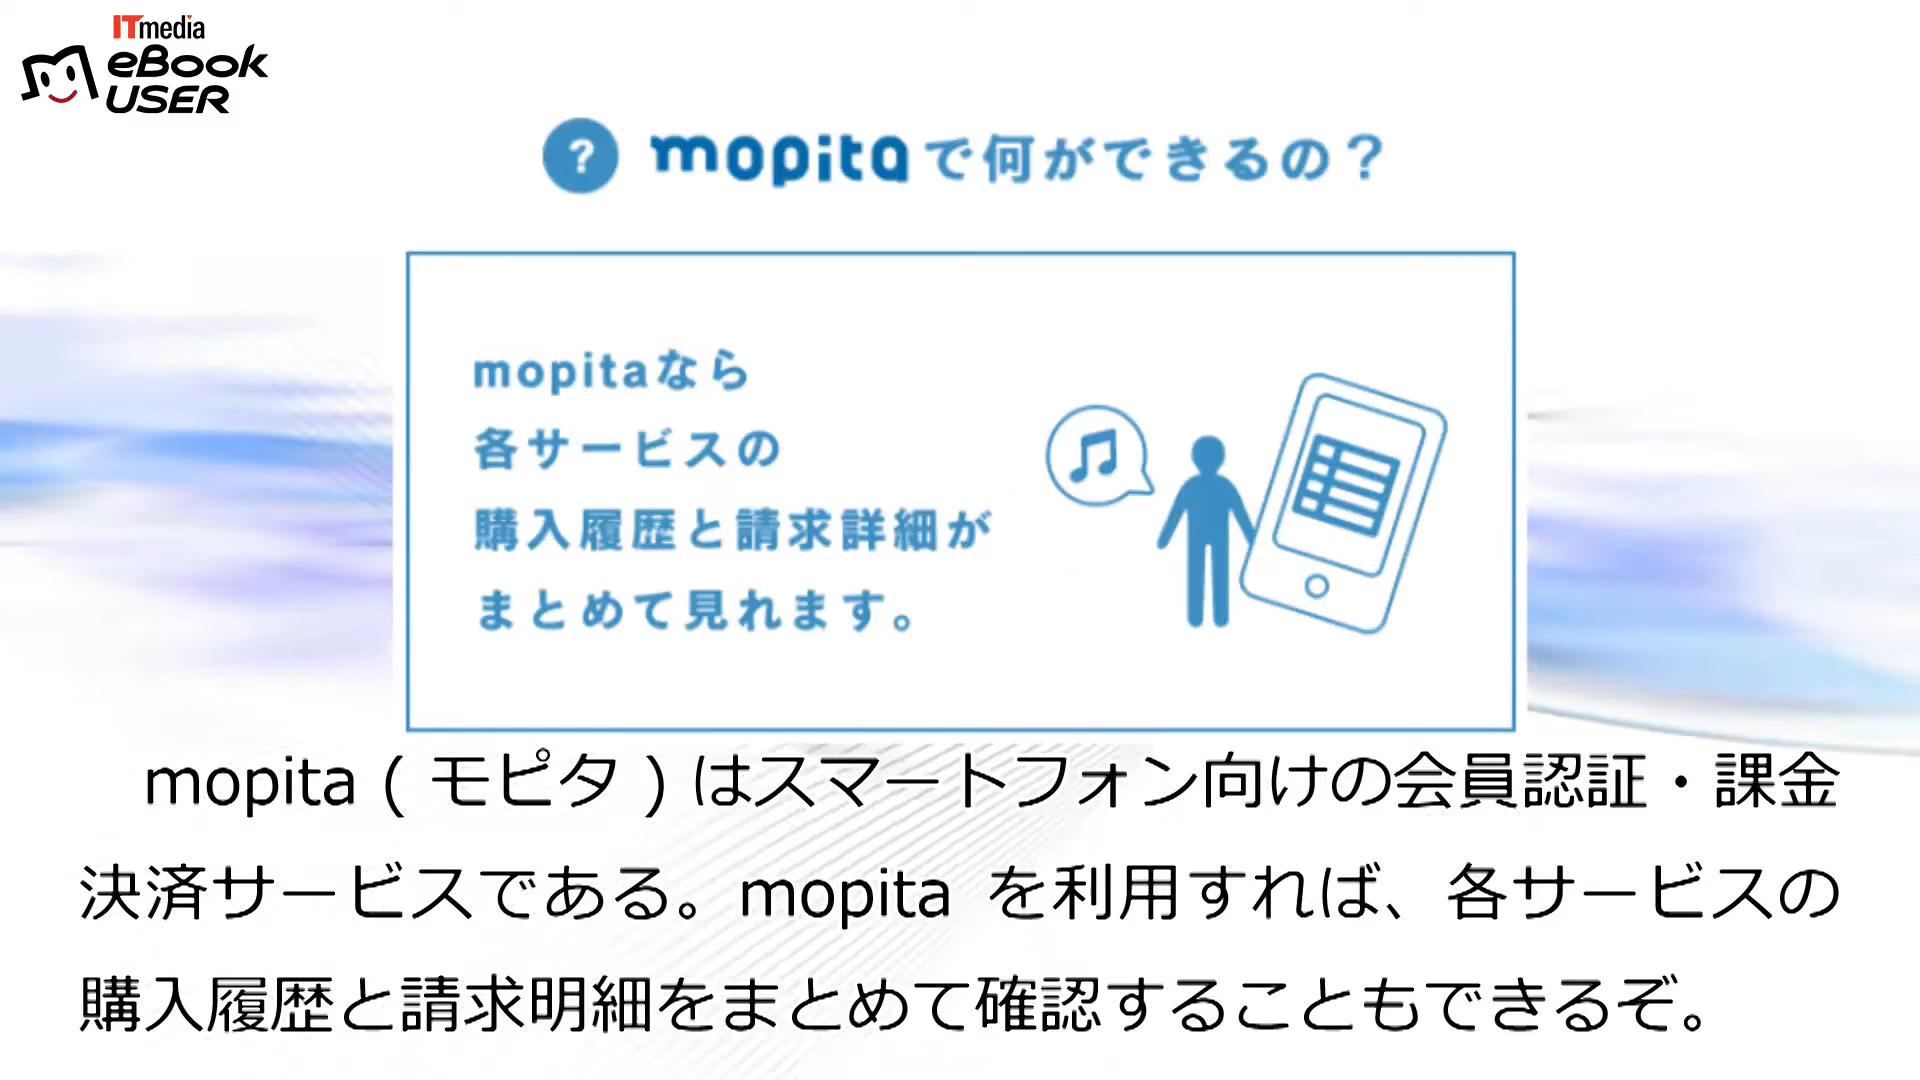 ITmedia
eBook
USER
? mopitaで何ができるの？
mopitaなら
各サービスの
購入履歴と請求詳細が
まとめて見れます。
mopita（モピタ）はスマートフォン向けの会員認証・課金
決済サービスである。mopita を利用すれば、各サービスの
購入履歴と請求明細をまとめて確認することもできるぞ。